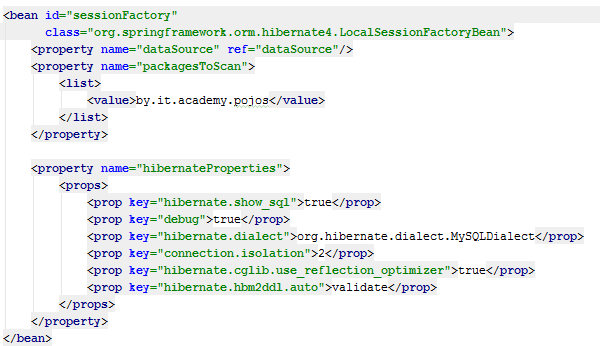 <bean id="sessionFactory"
class="org.springframework.orm.hibernate4.LocalSessionFactoryBean">
<property name="dataSource" ref="dataSource"/>
<property name="packagesToScan">
<list>
<value>by.it.academy.pojos</value>
</list>
</property>
<property name="hibernateProperties">
<props>
<prop key="hibernate.show_sql">true</prop>
<prop key="debug">true</prop>
<prop key="hibernate.dialect">org.hibernate.dialect.MySQLDialect</prop>
<prop key="connection.isolation">2</prop>
<prop key="hibernate.cglib.use_reflection_optimizer">true</prop>
<prop key="hibernate.hbm2ddl.auto">validate</prop>
</props>
</property>
</bean>